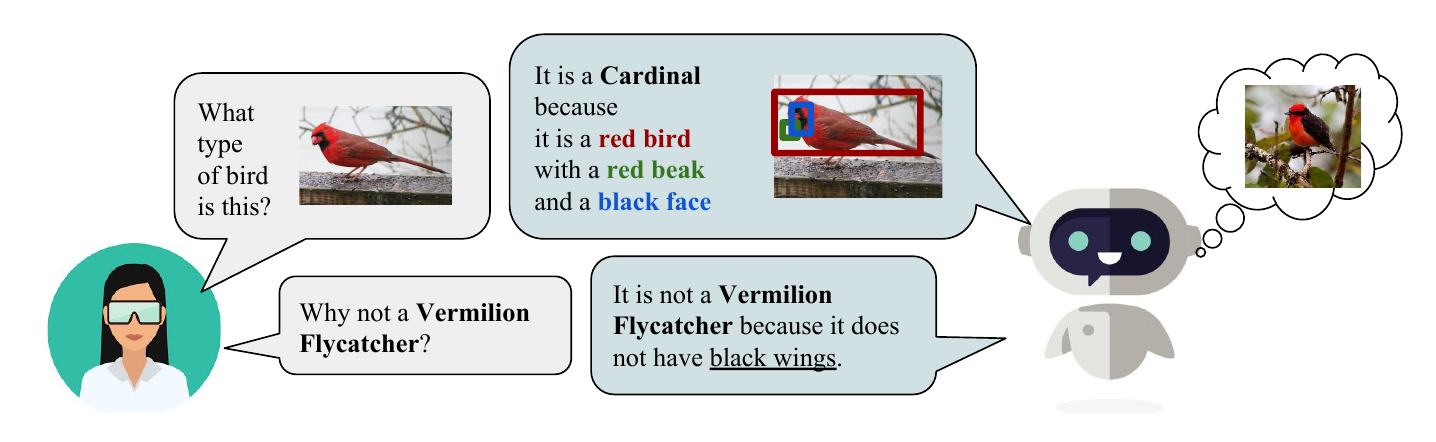 What
type
of bird
is this?
It is a Cardinal
because
it is a red bird
with a red beak
and a black face
Why not a Vermilion
Flycatcher?
It is not a Vermilion
Flycatcher because it does
not have black wings.